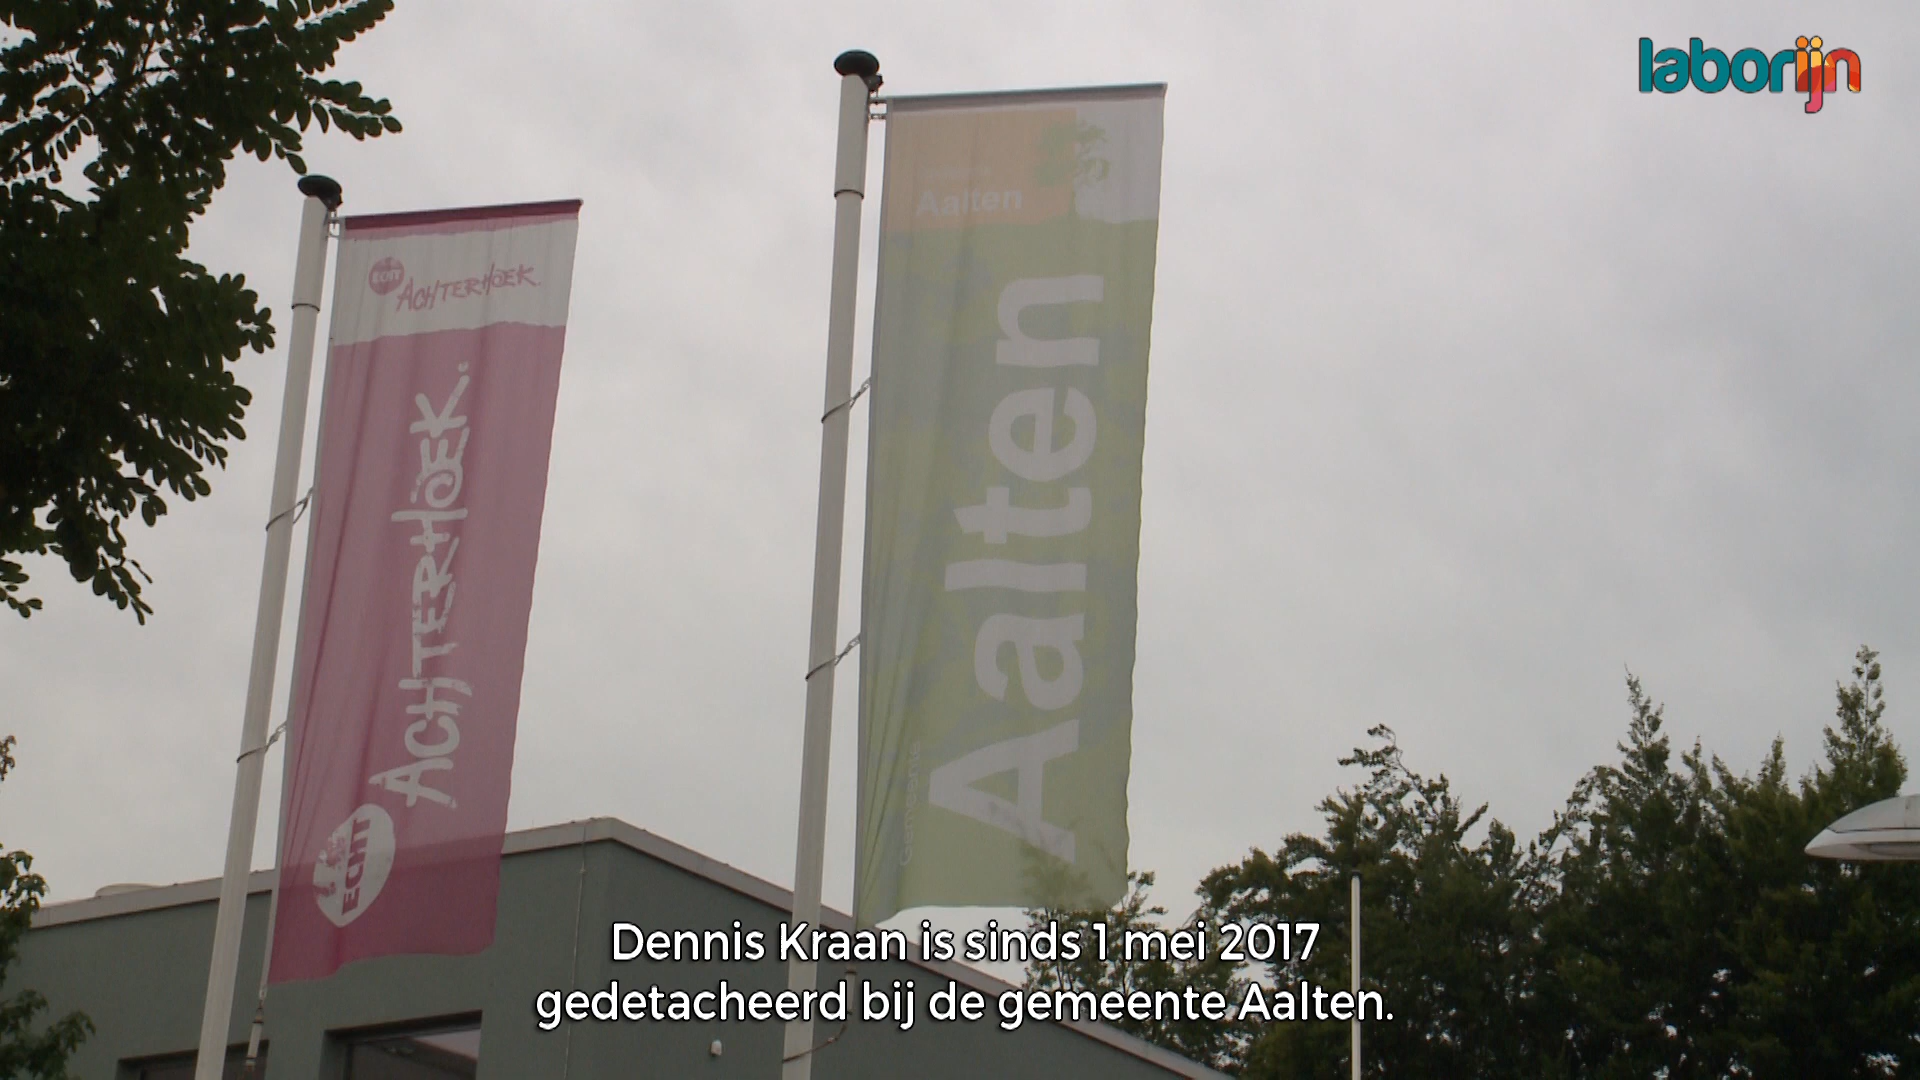 laborijn
Aalten
ECHT
ACHTERHOEK.
Aalten
Gemeente
ACHTERHOEK.
ECHT
Dennis Kraan is sinds 1 mei 2017
gedetacheerd bij de gemeente Aalten.